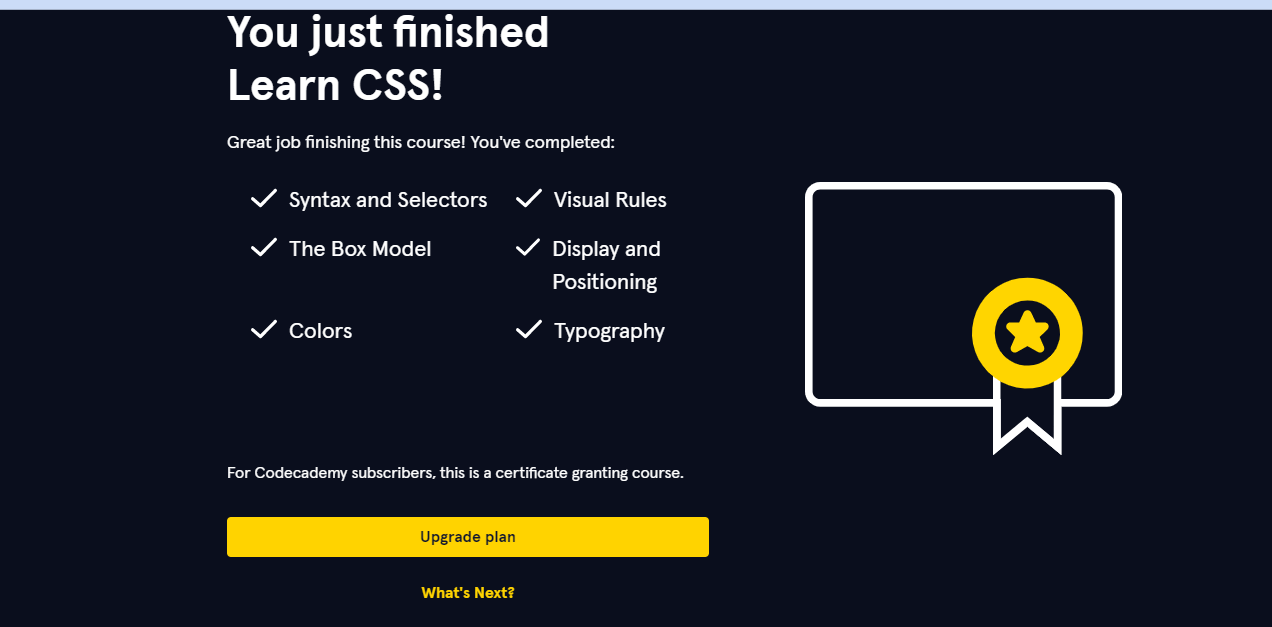 You just finished
Learn CSS!
Great job finishing this course! You've completed:
Syntax and Selectors
Visual Rules
The Box Model
Display and
Positioning
Colors
Typography
For Codecademy subscribers, this is a certificate granting course.
Upgrade plan
What's Next?